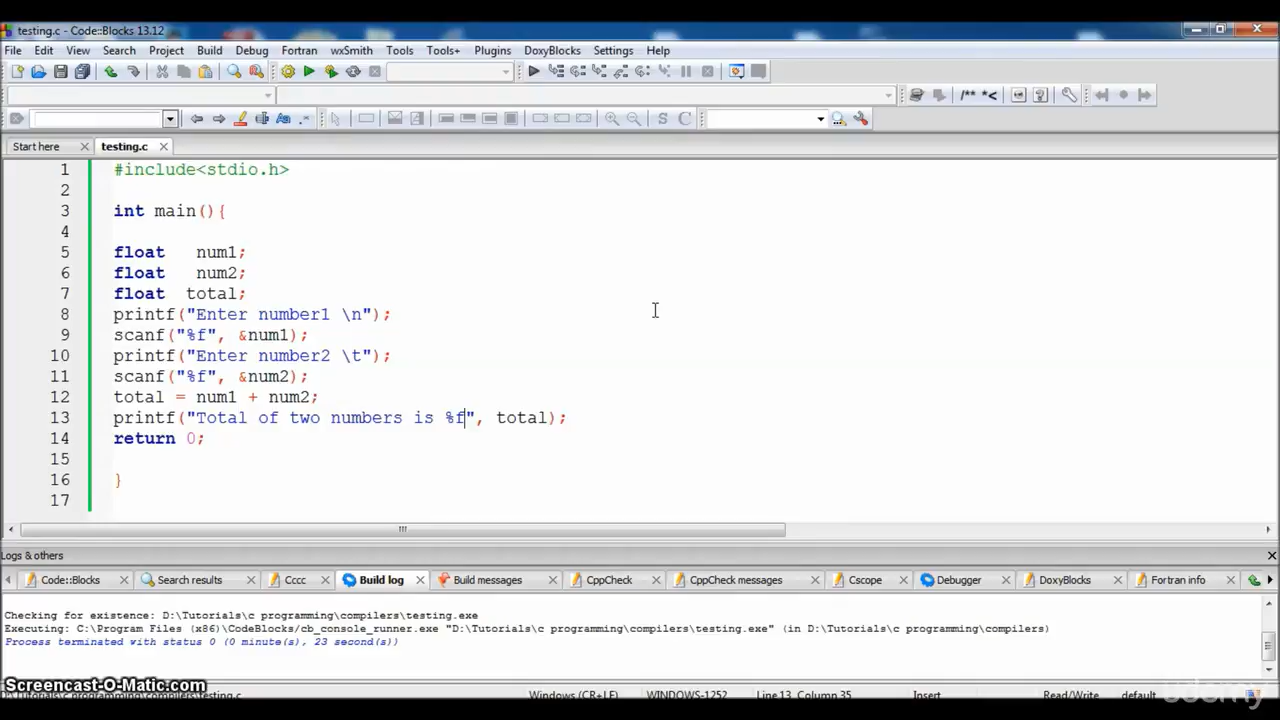 testing.c - Code::Blocks 13.12
File Edit View Search Project Build Debug Fortran wxSmith Tools Tools+ Plugins DoxyBlocks Settings Help
/** *<
S C
Start here testing.c
1 #include<stdio.h>
2
3 int main(){
4
5 float   num1;
6 float   num2;
7 float  total;
8 printf("Enter number1 \n");
9 scanf("%f", &num1);
10 printf("Enter number2 \t");
11 scanf("%f", &num2);
12 total = num1 + num2;
13 printf("Total of two numbers is %f", total);
14 return 0;
15
16 }
17
Logs & others
Code::Blocks Search results Cccc Build log Build messages CppCheck CppCheck messages Cscope Debugger DoxyBlocks Fortran info
Checking for existence: D:\Tutorials\c programming\compilers\testing.exe
Executing: C:\Program Files (x86)\CodeBlocks/cb_console_runner.exe "D:\Tutorials\c programming\compilers\testing.exe" (in D:\Tutorials\c programming\compilers)
Process terminated with status 0 (0 minute(s), 23 second(s))
Screencast-O-Matic.com
D:\Tutorials\c programming\compilers\testing.c Windows (CR+LF) WINDOWS-1252 Line 13, Column 35 Insert Read/Write default
udemy